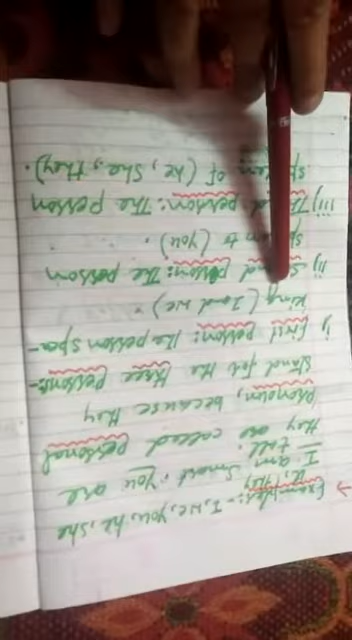 → Examples:- I, we, you, he, she
it, they
I am smart. You are
tall.
They are called personal
pronoun, because they
stand for the three persons:-
i) First person: The person spea-
king (I and we).
ii) Second person: The person
spoken to (you).
iii) Third person: The person
spoken of (he, she, they).